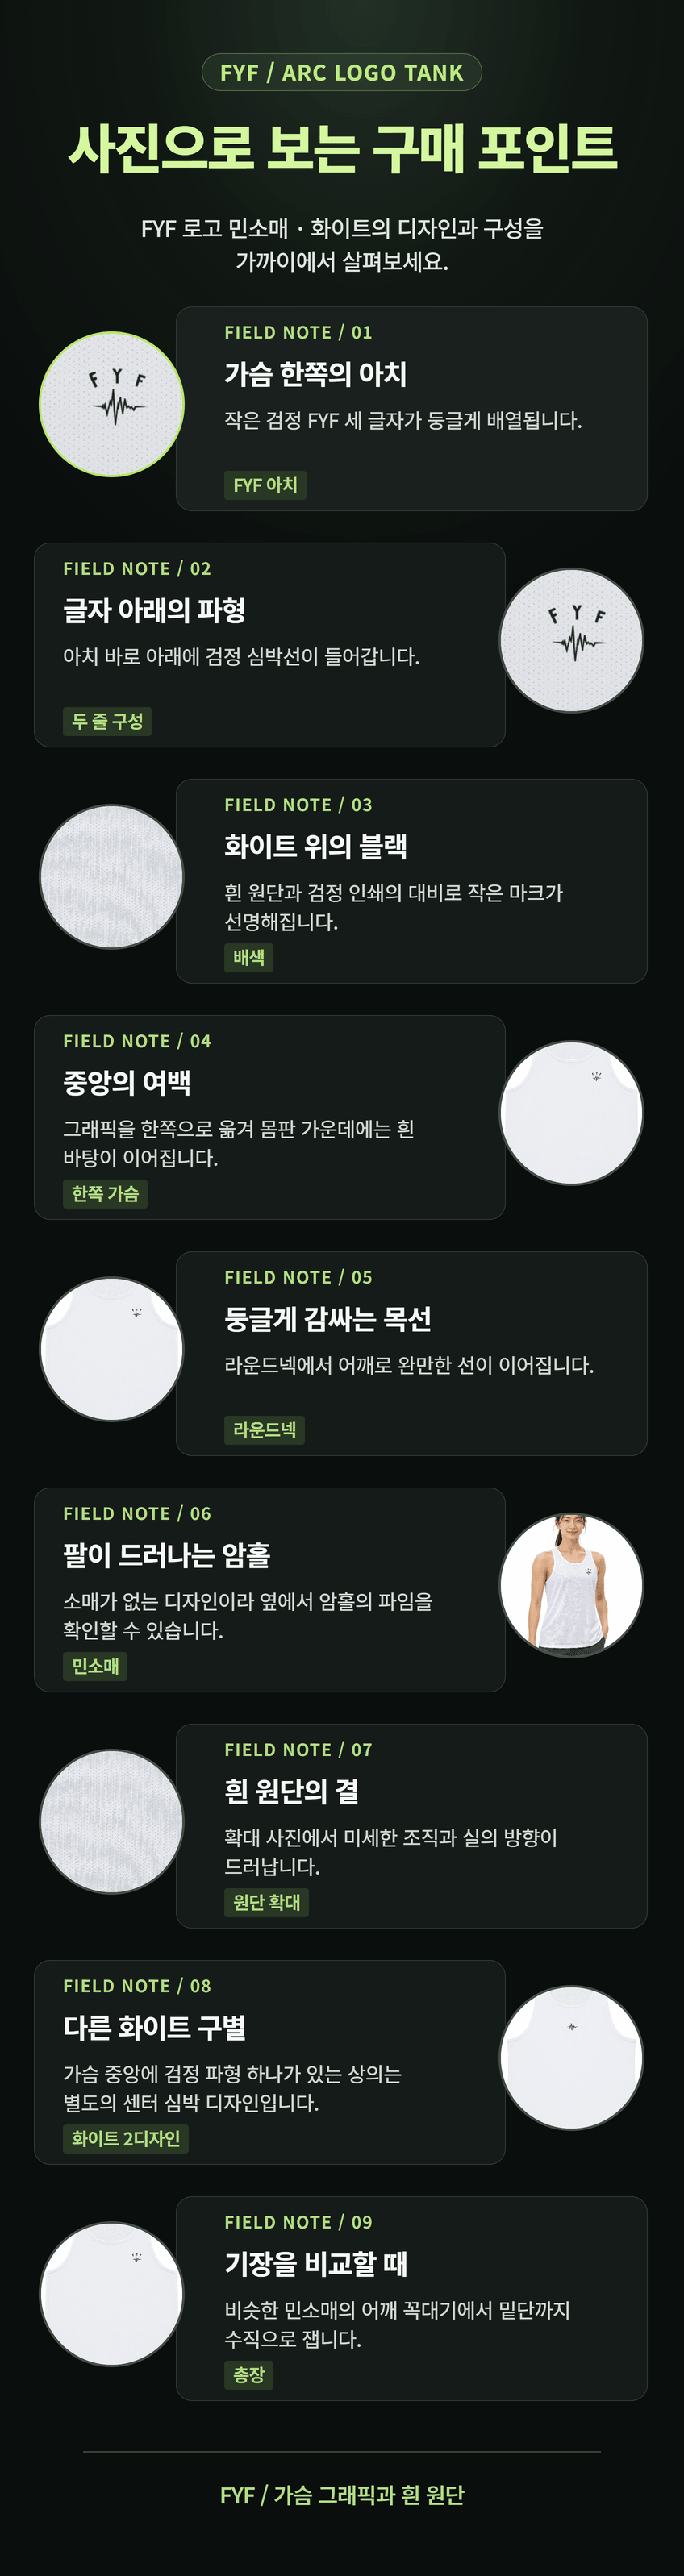 FYF / ARC LOGO TANK
사진으로 보는 구매 포인트
FYF 로고 민소매 · 화이트의 디자인과 구성을
가까이에서 살펴보세요.
F Y F
FIELD NOTE / 01
가슴 한쪽의 아치
작은 검정 FYF 세 글자가 둥글게 배열됩니다.
FYF 아치
FIELD NOTE / 02
글자 아래의 파형
아치 바로 아래에 검정 심박선이 들어갑니다.
두 줄 구성
F Y F
FIELD NOTE / 03
화이트 위의 블랙
흰 원단과 검정 인쇄의 대비로 작은 마크가
선명해집니다.
배색
FIELD NOTE / 04
중앙의 여백
그래픽을 한쪽으로 옮겨 몸판 가운데에는 흰
바탕이 이어집니다.
한쪽 가슴
FIELD NOTE / 05
둥글게 감싸는 목선
라운드넥에서 어깨로 완만한 선이 이어집니다.
라운드넥
FIELD NOTE / 06
팔이 드러나는 암홀
소매가 없는 디자인이라 옆에서 암홀의 파임을
확인할 수 있습니다.
민소매
FIELD NOTE / 07
흰 원단의 결
확대 사진에서 미세한 조직과 실의 방향이
드러납니다.
원단 확대
FIELD NOTE / 08
다른 화이트 구별
가슴 중앙에 검정 파형 하나가 있는 상의는
별도의 센터 심박 디자인입니다.
화이트 2디자인
FIELD NOTE / 09
기장을 비교할 때
비슷한 민소매의 어깨 꼭대기에서 밑단까지
수직으로 잽니다.
총장
FYF / 가슴 그래픽과 흰 원단